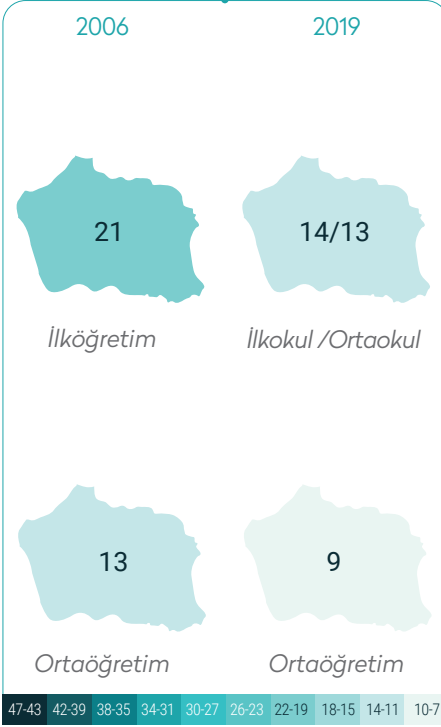 2006 2019
21 14/13
İlköğretim İlkokul /Ortaokul
13 9
Ortaöğretim Ortaöğretim
47-43 42-39 38-35 34-31 30-27 26-23 22-19 18-15 14-11 10-7